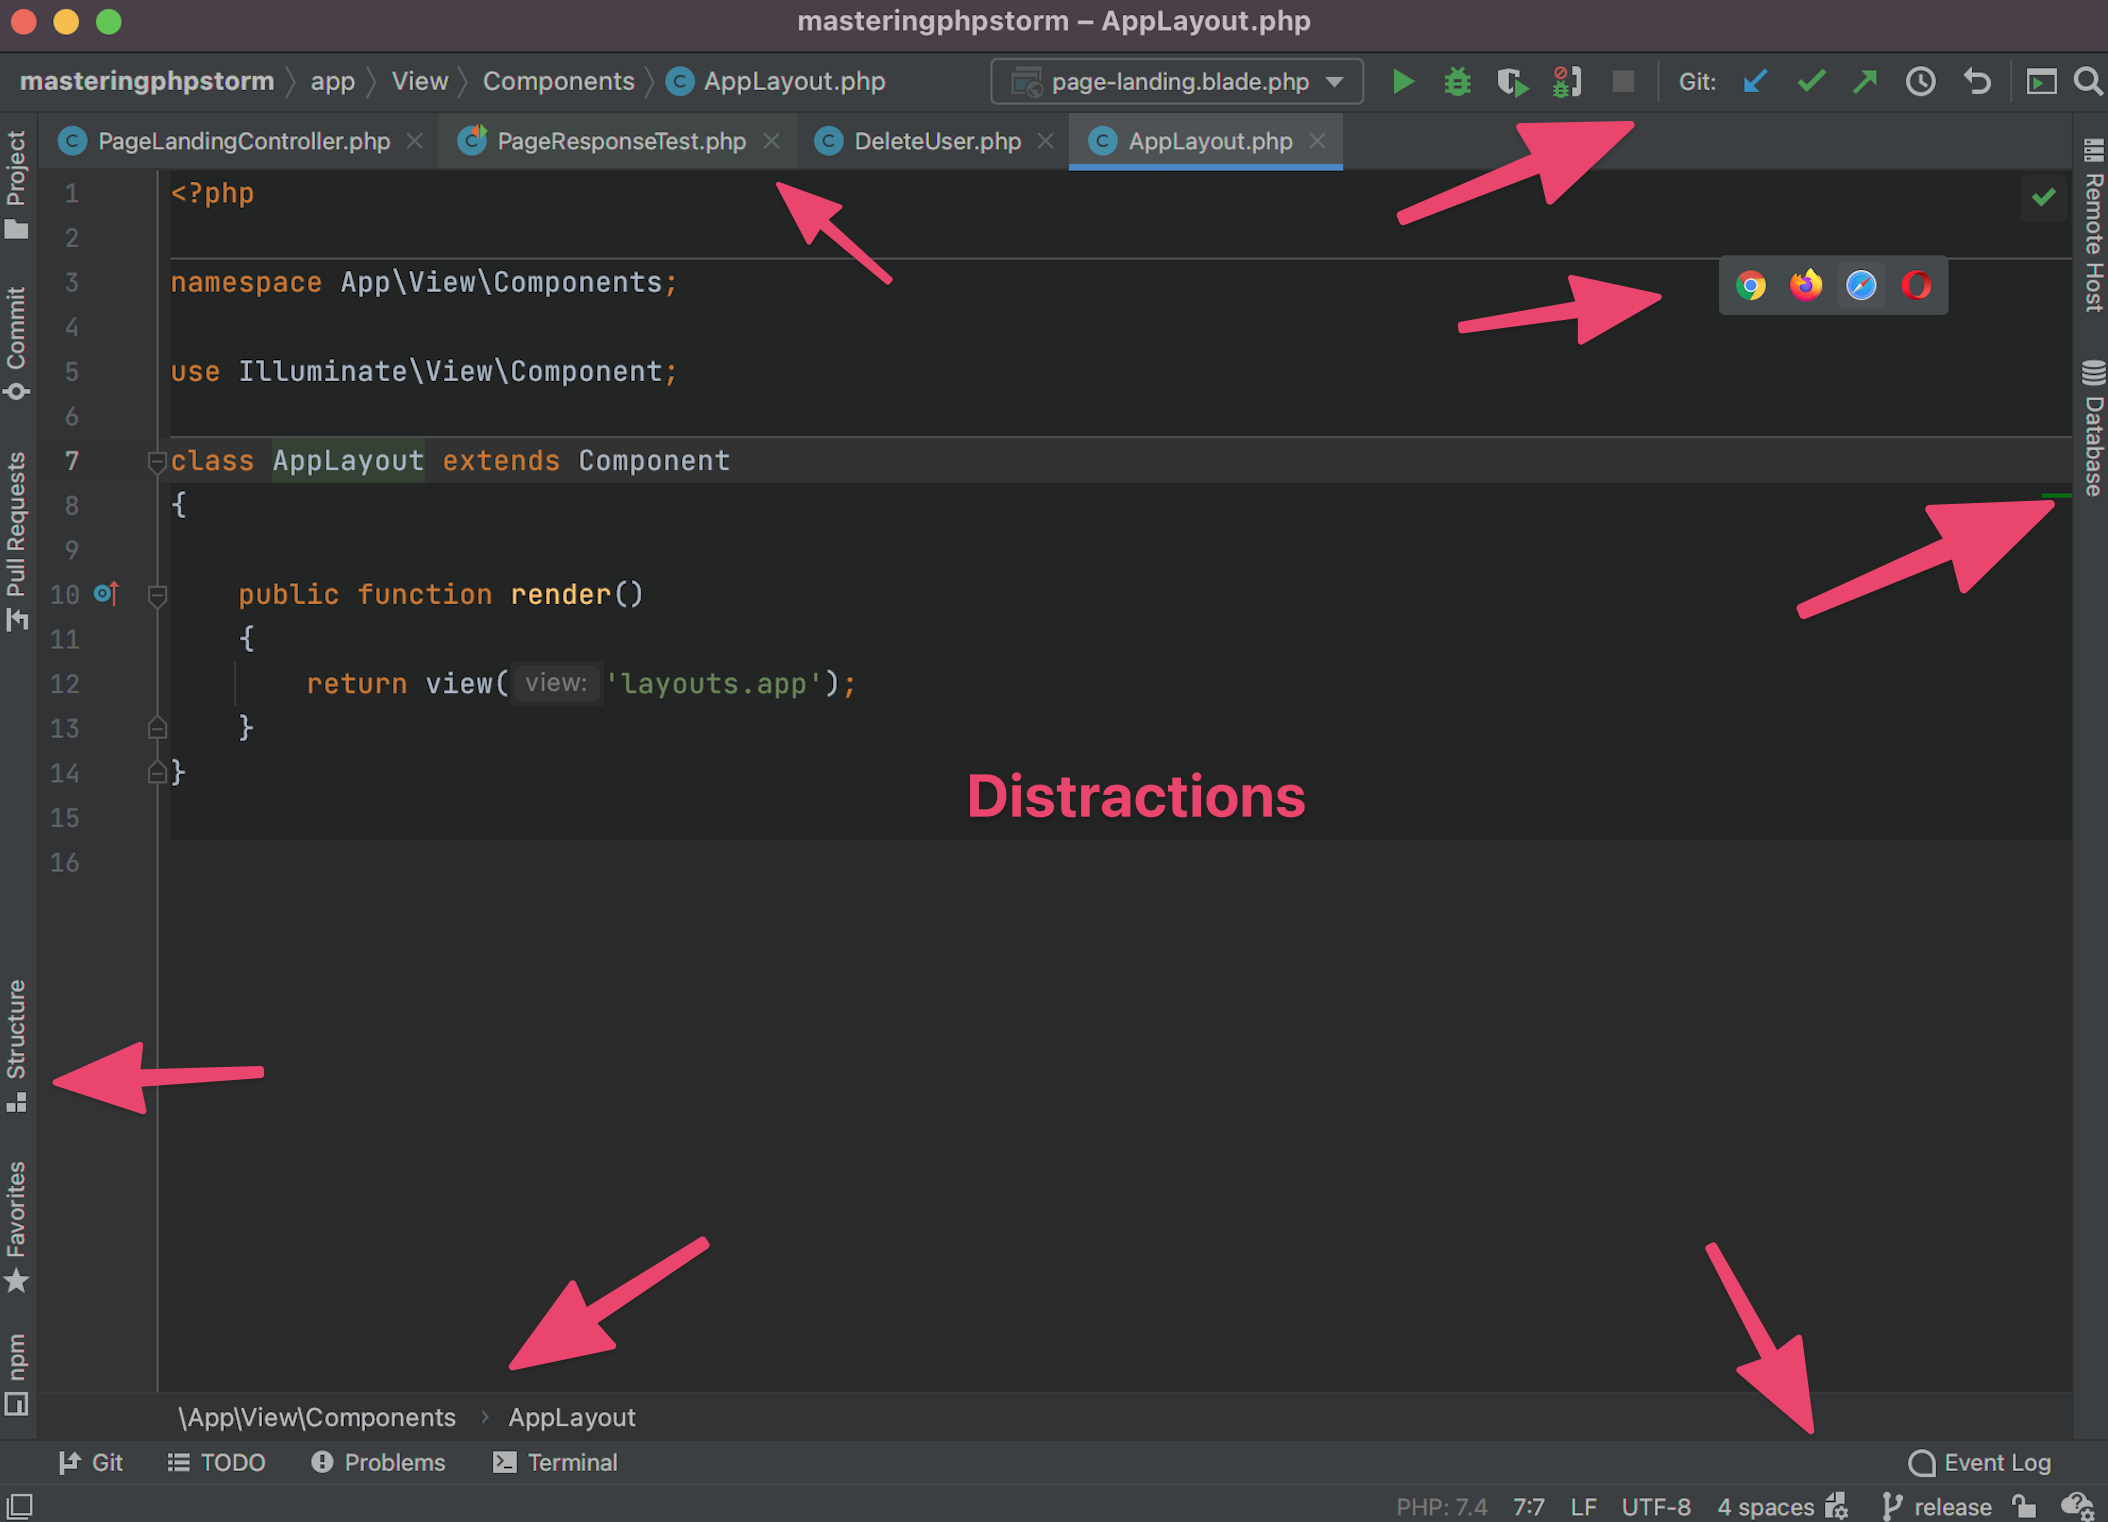 masteringphpstorm – AppLayout.php
masteringphpstorm app View Components AppLayout.php page-landing.blade.php Git:
PageLandingController.php PageResponseTest.php DeleteUser.php AppLayout.php
Project
Commit
Pull Requests
Structure
Favorites
npm
1 <?php
2
3 namespace App\View\Components;
4
5 use Illuminate\View\Component;
6
7 class AppLayout extends Component
8 {
9
10 public function render()
11 {
12 return view( view: 'layouts.app');
13 }
14 }
15
16
Distractions
Remote Host
Database
\App\View\Components › AppLayout
Git TODO Problems Terminal Event Log
PHP: 7.4 7:7 LF UTF-8 4 spaces release